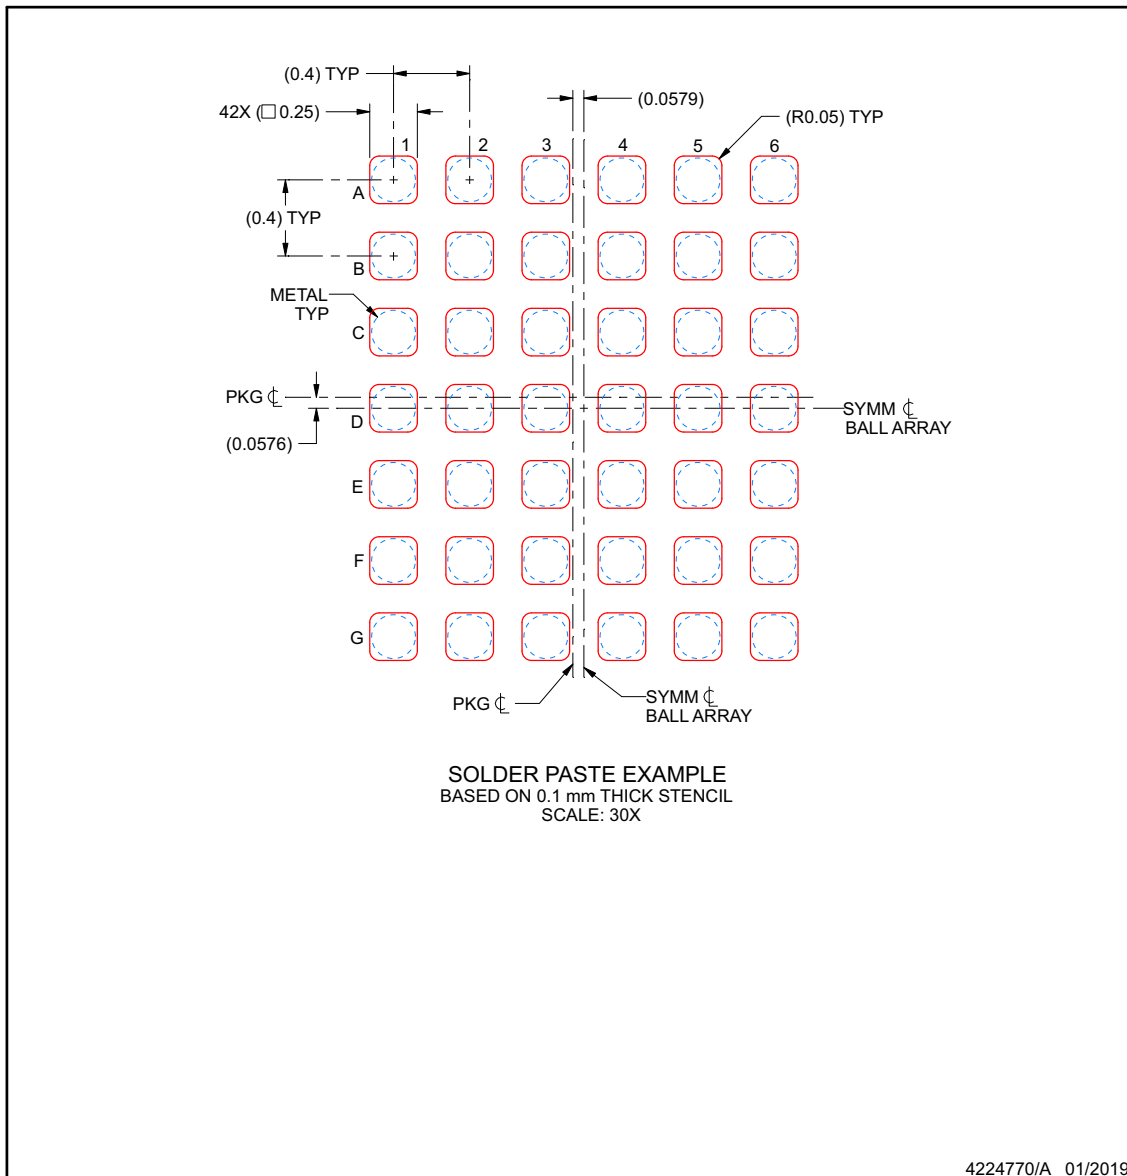 (0.4) TYP
(0.0579)
42X (□ 0.25)
(R0.05) TYP
1 2 3 4 5 6
A
(0.4) TYP
B
METAL
TYP
C
PKG ℄
SYMM ℄
BALL ARRAY
D
(0.0576)
E
F
G
PKG ℄
SYMM ℄
BALL ARRAY
SOLDER PASTE EXAMPLE
BASED ON 0.1 mm THICK STENCIL
SCALE: 30X
4224770/A 01/2019